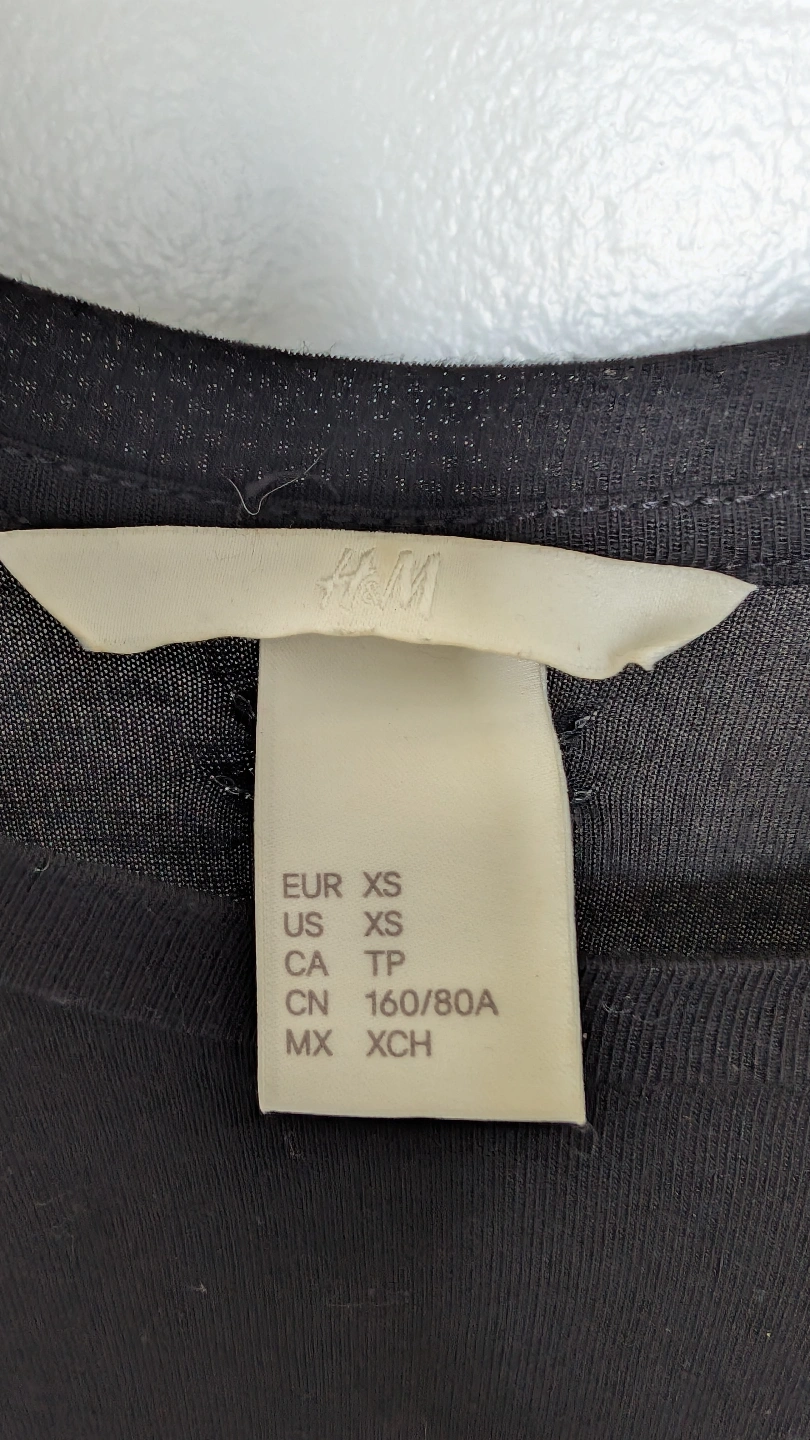 H&M
EUR XS
US XS
CA TP
CN 160/80A
MX XCH